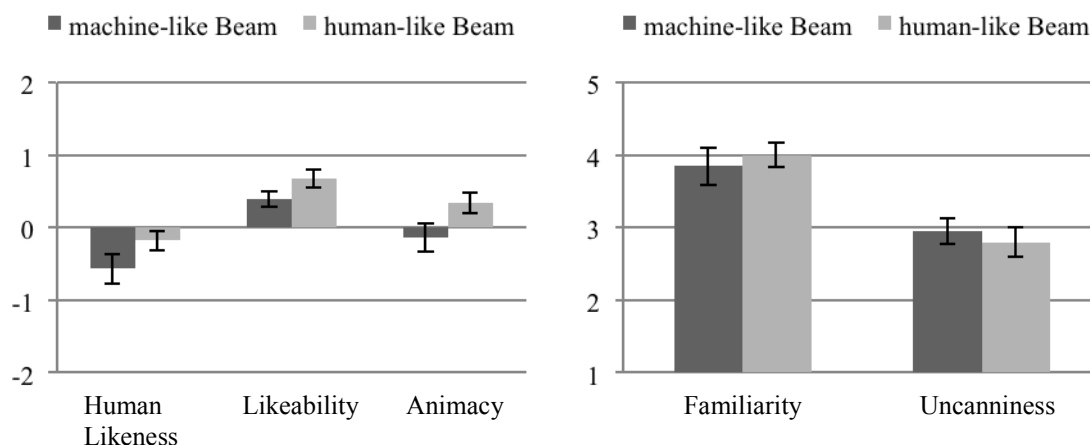 machine-like Beam human-like Beam
2
1
0
-1
-2
Human
Likeness
Likeability
Animacy
machine-like Beam human-like Beam
5
4
3
2
1
Familiarity
Uncanniness